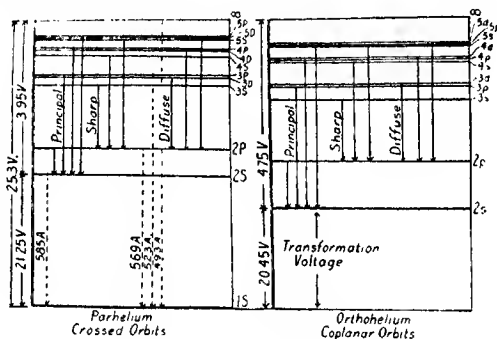 ∞
5p
5D
5s
4d
4p
4D
4s
3p
3d
3s
2p
2s
1s
3.95V
25.3V
21.25V
Principal
Sharp
Diffuse
585A
569A
523A
493A
Parhelium
Crossed Orbits
∞
5d
5p
5s
4d
4p
4s
3d
3p
3s
2p
2s
4.75V
20.45V
Principal
Sharp
Diffuse
Transformation
Voltage
Orthohelium
Coplanar Orbits